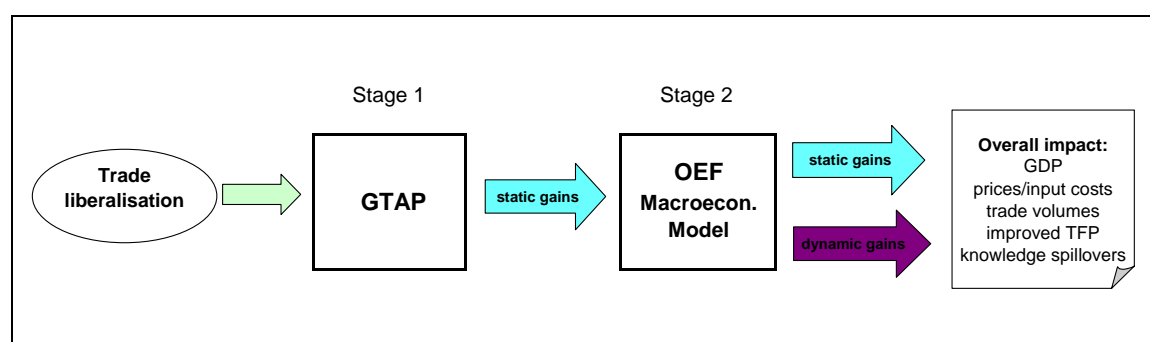 Stage 1
Stage 2
Trade
liberalisation
GTAP
static gains
OEF
Macroecon.
Model
static gains
dynamic gains
Overall impact:
GDP
prices/input costs
trade volumes
improved TFP
knowledge spillovers